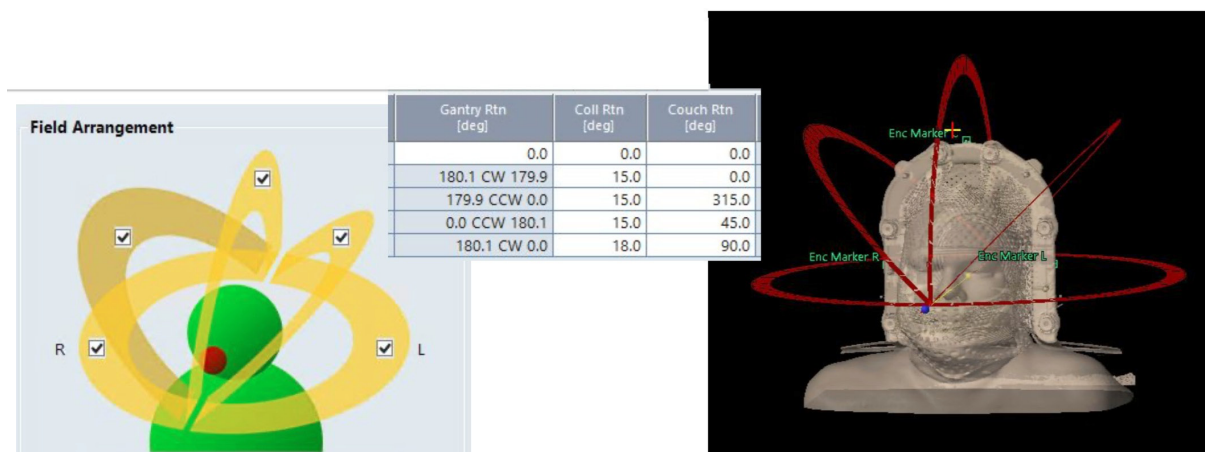 Field Arrangement
R
L
Gantry Rtn Coll Rtn Couch Rtn
[deg] [deg] [deg]
0.0 0.0 0.0
180.1 CW 179.9 15.0 0.0
179.9 CCW 0.0 15.0 315.0
0.0 CCW 180.1 15.0 45.0
180.1 CW 0.0 18.0 90.0
Enc Marker
Enc Marker R
Enc Marker L